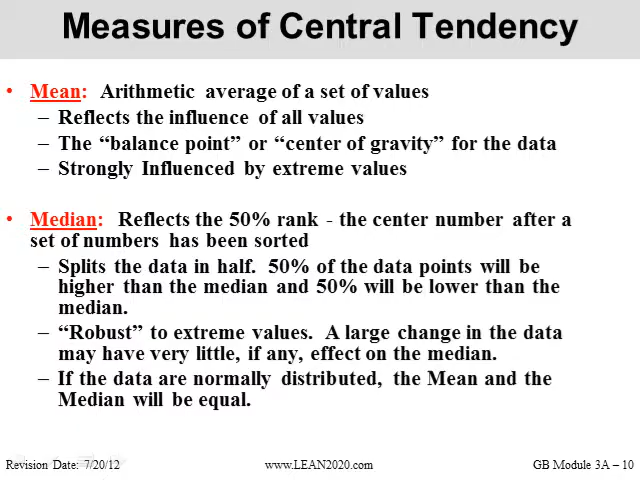 Measures of Central Tendency
• Mean: Arithmetic average of a set of values
– Reflects the influence of all values
– The “balance point” or “center of gravity” for the data
– Strongly Influenced by extreme values
• Median: Reflects the 50% rank - the center number after a
set of numbers has been sorted
– Splits the data in half. 50% of the data points will be
higher than the median and 50% will be lower than the
median.
– “Robust” to extreme values. A large change in the data
may have very little, if any, effect on the median.
– If the data are normally distributed, the Mean and the
Median will be equal.
Revision Date: 7/20/12 www.LEAN2020.com GB Module 3A – 10